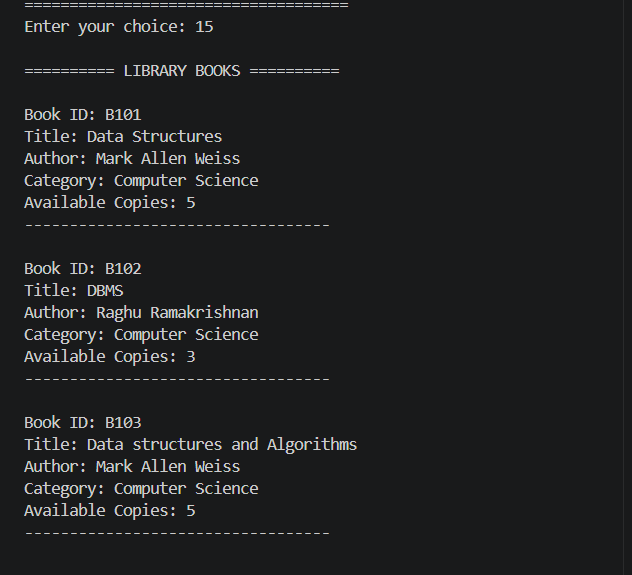 ====================================
Enter your choice: 15
========== LIBRARY BOOKS ==========
Book ID: B101
Title: Data Structures
Author: Mark Allen Weiss
Category: Computer Science
Available Copies: 5
----------------------------------
Book ID: B102
Title: DBMS
Author: Raghu Ramakrishnan
Category: Computer Science
Available Copies: 3
----------------------------------
Book ID: B103
Title: Data structures and Algorithms
Author: Mark Allen Weiss
Category: Computer Science
Available Copies: 5
----------------------------------